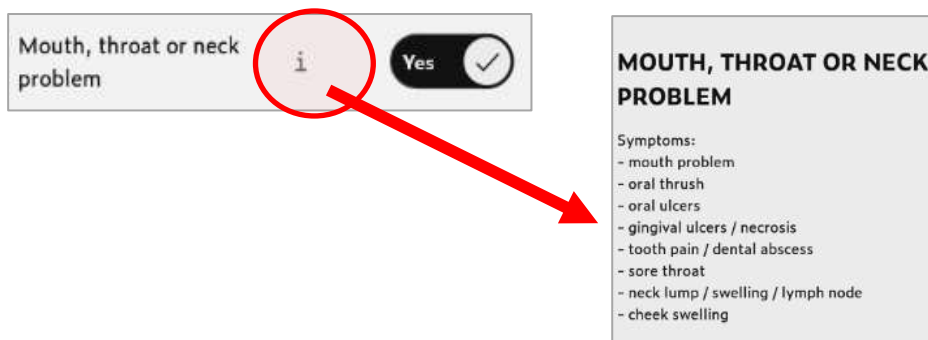 Mouth, throat or neck
problem
i
Yes
MOUTH, THROAT OR NECK
PROBLEM
Symptoms:
- mouth problem
- oral thrush
- oral ulcers
- gingival ulcers / necrosis
- tooth pain / dental abscess
- sore throat
- neck lump / swelling / lymph node
- cheek swelling